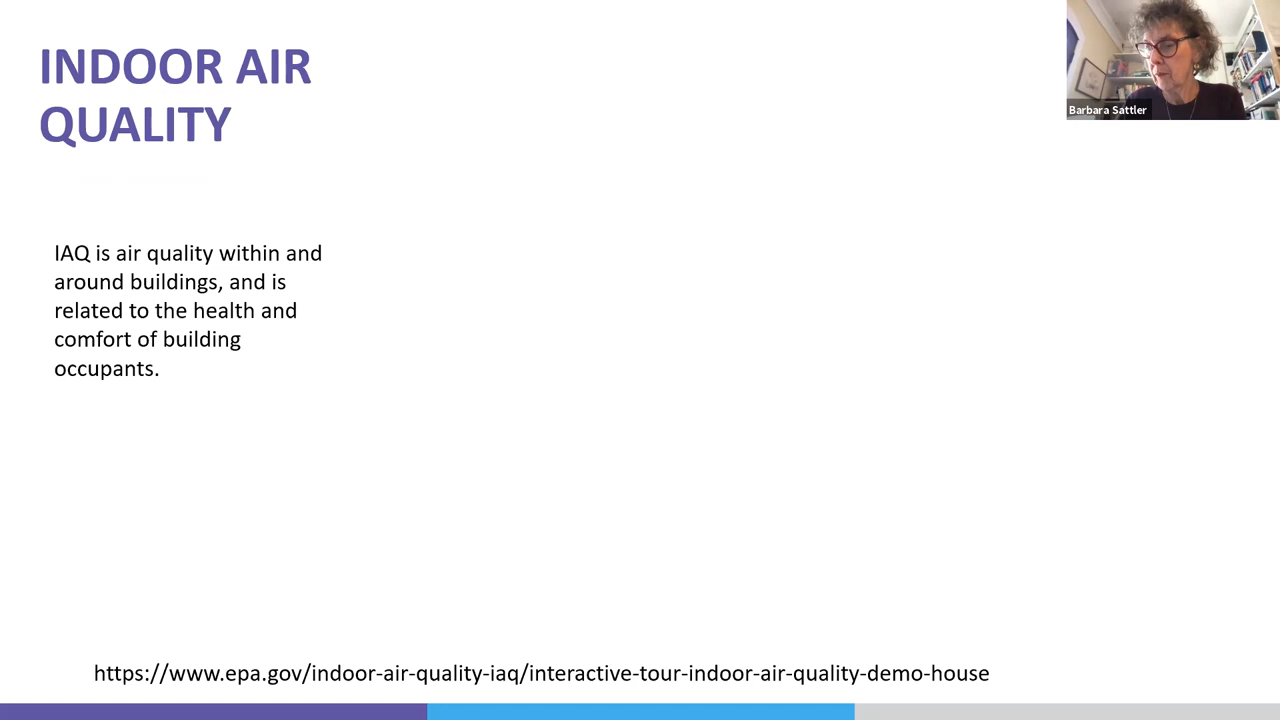 INDOOR AIR
QUALITY
Barbara Sattler
IAQ is air quality within and
around buildings, and is
related to the health and
comfort of building
occupants.
https://www.epa.gov/indoor-air-quality-iaq/interactive-tour-indoor-air-quality-demo-house